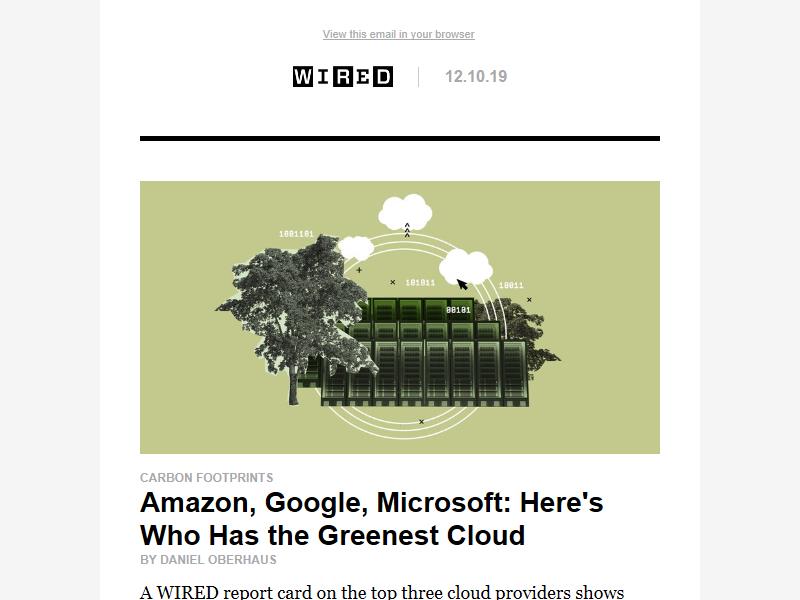 View this email in your browser
WIRED
12.10.19
1001101
101011
10011
00101
CARBON FOOTPRINTS
Amazon, Google, Microsoft: Here's
Who Has the Greenest Cloud
BY DANIEL OBERHAUS
A WIRED report card on the top three cloud providers shows